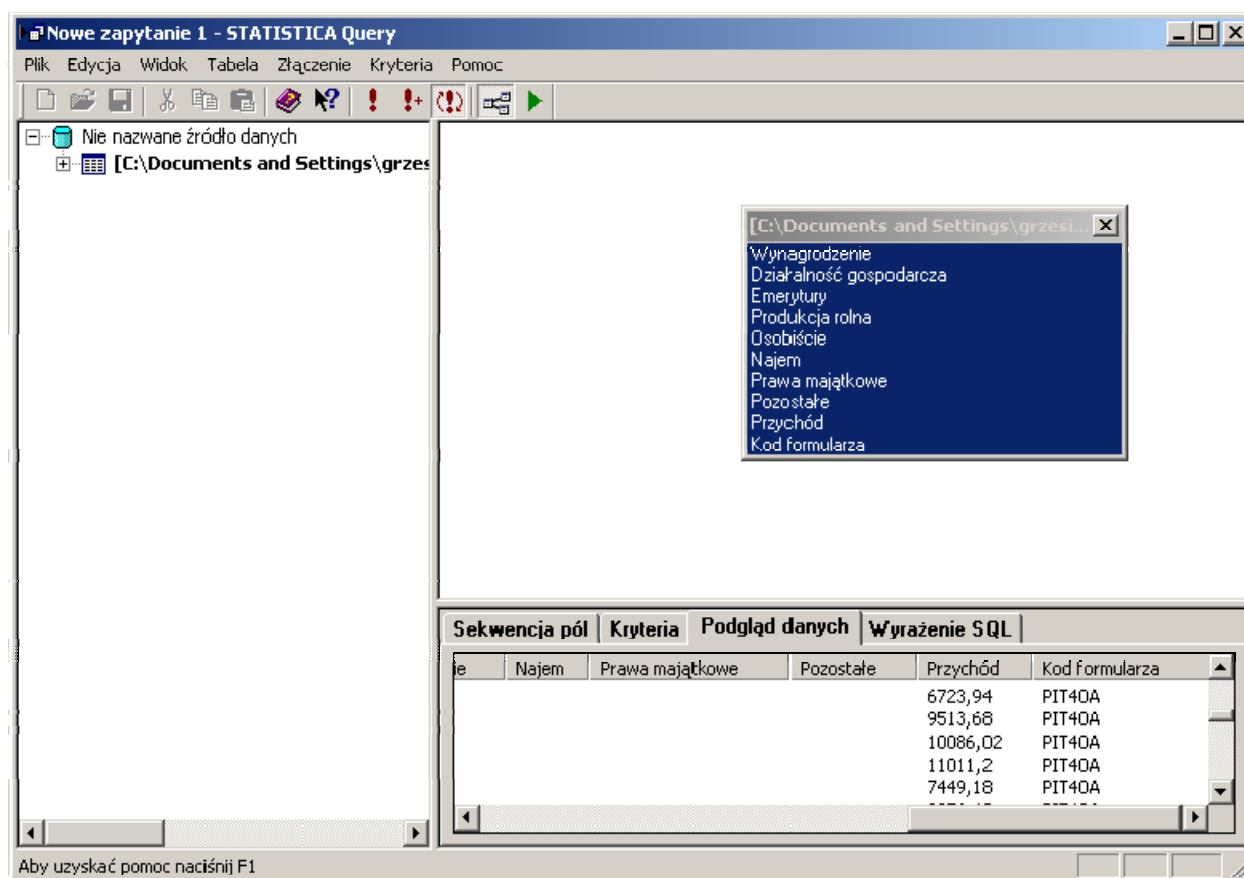 Nowe zapytanie 1 - STATISTICA Query
Plik Edycja Widok Tabela Złączenie Kryteria Pomoc
Nie nazwane źródło danych
[C:\Documents and Settings\grzes
[C:\Documents and Settings\grzesi...
Wynagrodzenie
Działalność gospodarcza
Emerytury
Produkcja rolna
Osobiście
Najem
Prawa majątkowe
Pozostałe
Przychód
Kod formularza
Sekwencja pól Kryteria Podgląd danych Wyrażenie SQL
ie Najem Prawa majątkowe Pozostałe Przychód Kod formularza
6723,94 PIT40A
9513,68 PIT40A
10086,02 PIT40A
11011,2 PIT40A
7449,18 PIT40A
Aby uzyskać pomoc naciśnij F1